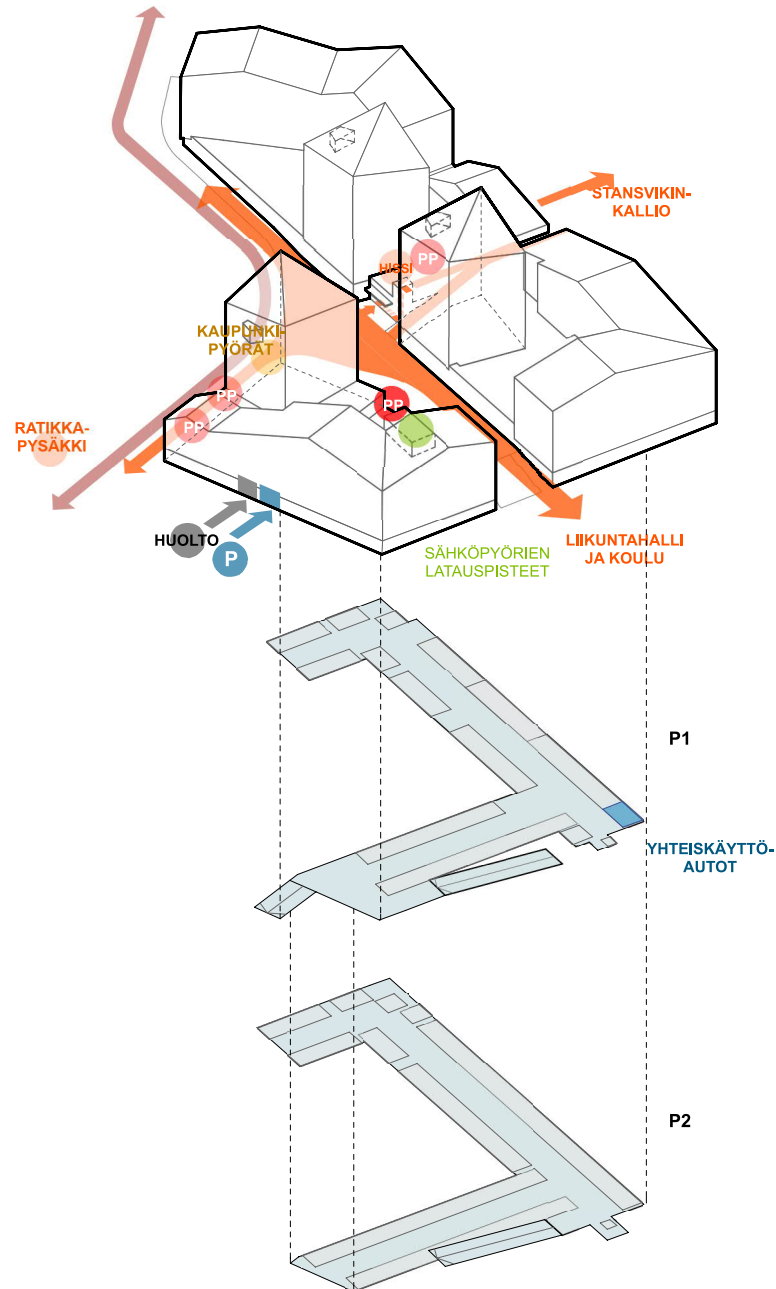 STANSVIKIN-
KALLIO
PP
HISSI
KAUPUNKI-
PYÖRÄT
PP
PP
PP
RATIKKA-
PYSÄKKI
HUOLTO
P
SÄHKÖPYÖRIEN
LATAUSPISTEET
LIIKUNTAHALLI
JA KOULU
P1
YHTEISKÄYTTÖ-
AUTOT
P2